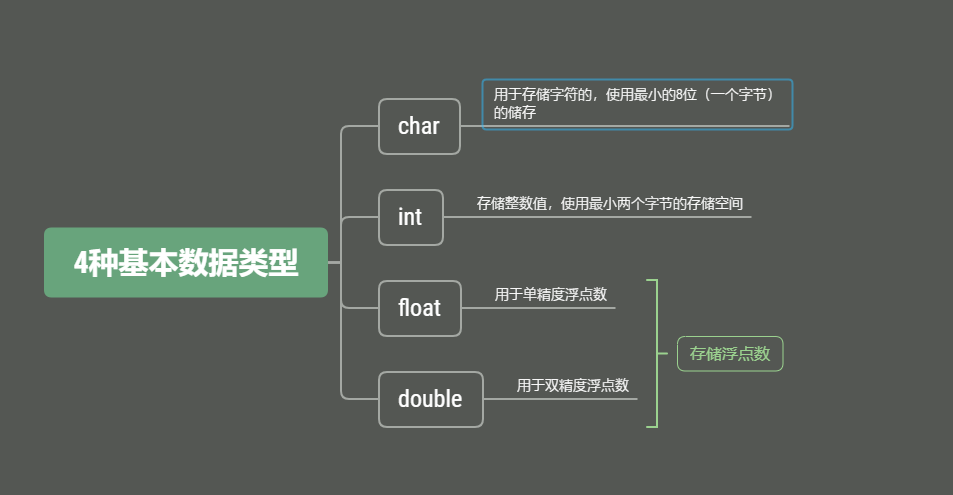 4种基本数据类型
char
用于存储字符的，使用最小的8位（一个字节）
的储存
int
存储整数值，使用最小两个字节的存储空间
float
用于单精度浮点数
double
用于双精度浮点数
存储浮点数